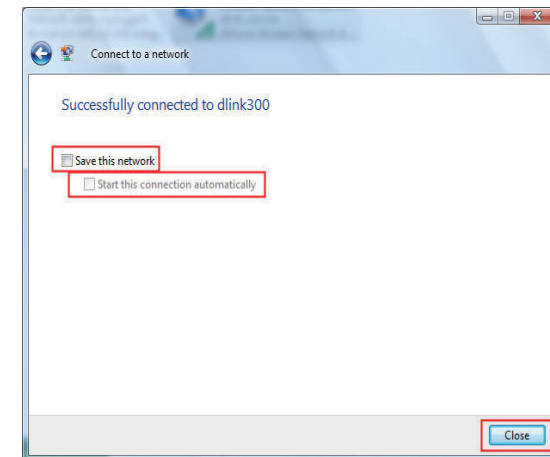 Connect to a network
Successfully connected to dlink300
Save this network
Start this connection automatically
Close